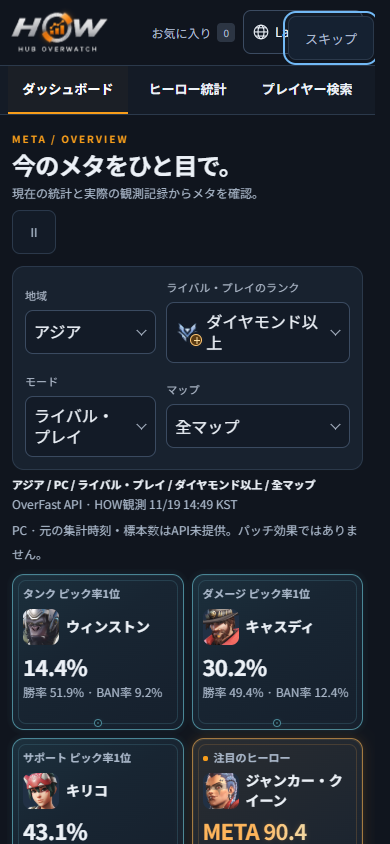 HOW
HUB OVERWATCH
お気に入り 0
La
スキップ
ダッシュボード ヒーロー統計 プレイヤー検索
META / OVERVIEW
今のメタをひと目で。
現在の統計と実際の観測記録からメタを確認。
地域
アジア
ライバル・プレイのランク
ダイヤモンド以
上
モード
ライバル・
プレイ
マップ
全マップ
アジア / PC / ライバル・プレイ / ダイヤモンド以上 / 全マップ
OverFast API · HOW観測 11/19 14:49 KST
PC · 元の集計時刻・標本数はAPI未提供。パッチ効果ではありま
せん。
タンク ピック率1位
ウィンストン
14.4%
勝率 51.9% · BAN率 9.2%
ダメージ ピック率1位
キャスディ
30.2%
勝率 49.4% · BAN率 12.4%
サポート ピック率1位
キリコ
43.1%
注目のヒーロー
ジャンカー・ク
イーン
META 90.4